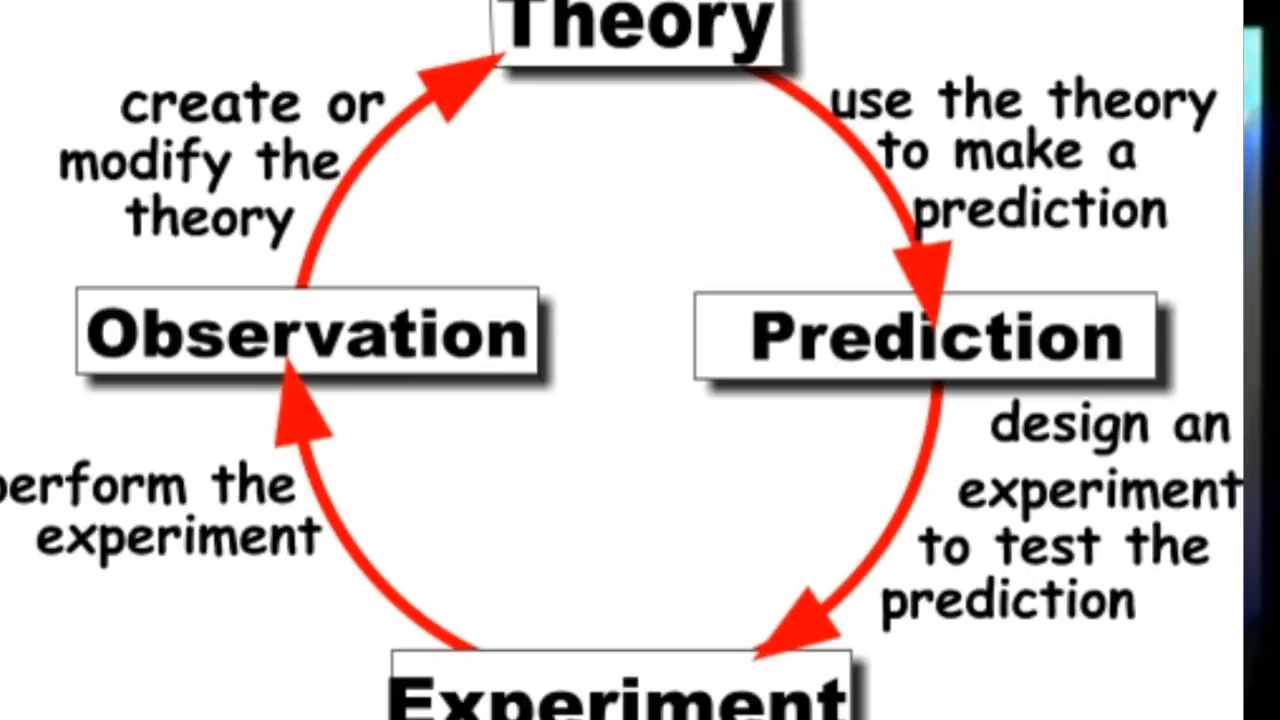 Theory
create or
modify the
theory
use the theory
to make a
prediction
Observation
Prediction
perform the
experiment
design an
experiment
to test the
prediction
Experiment